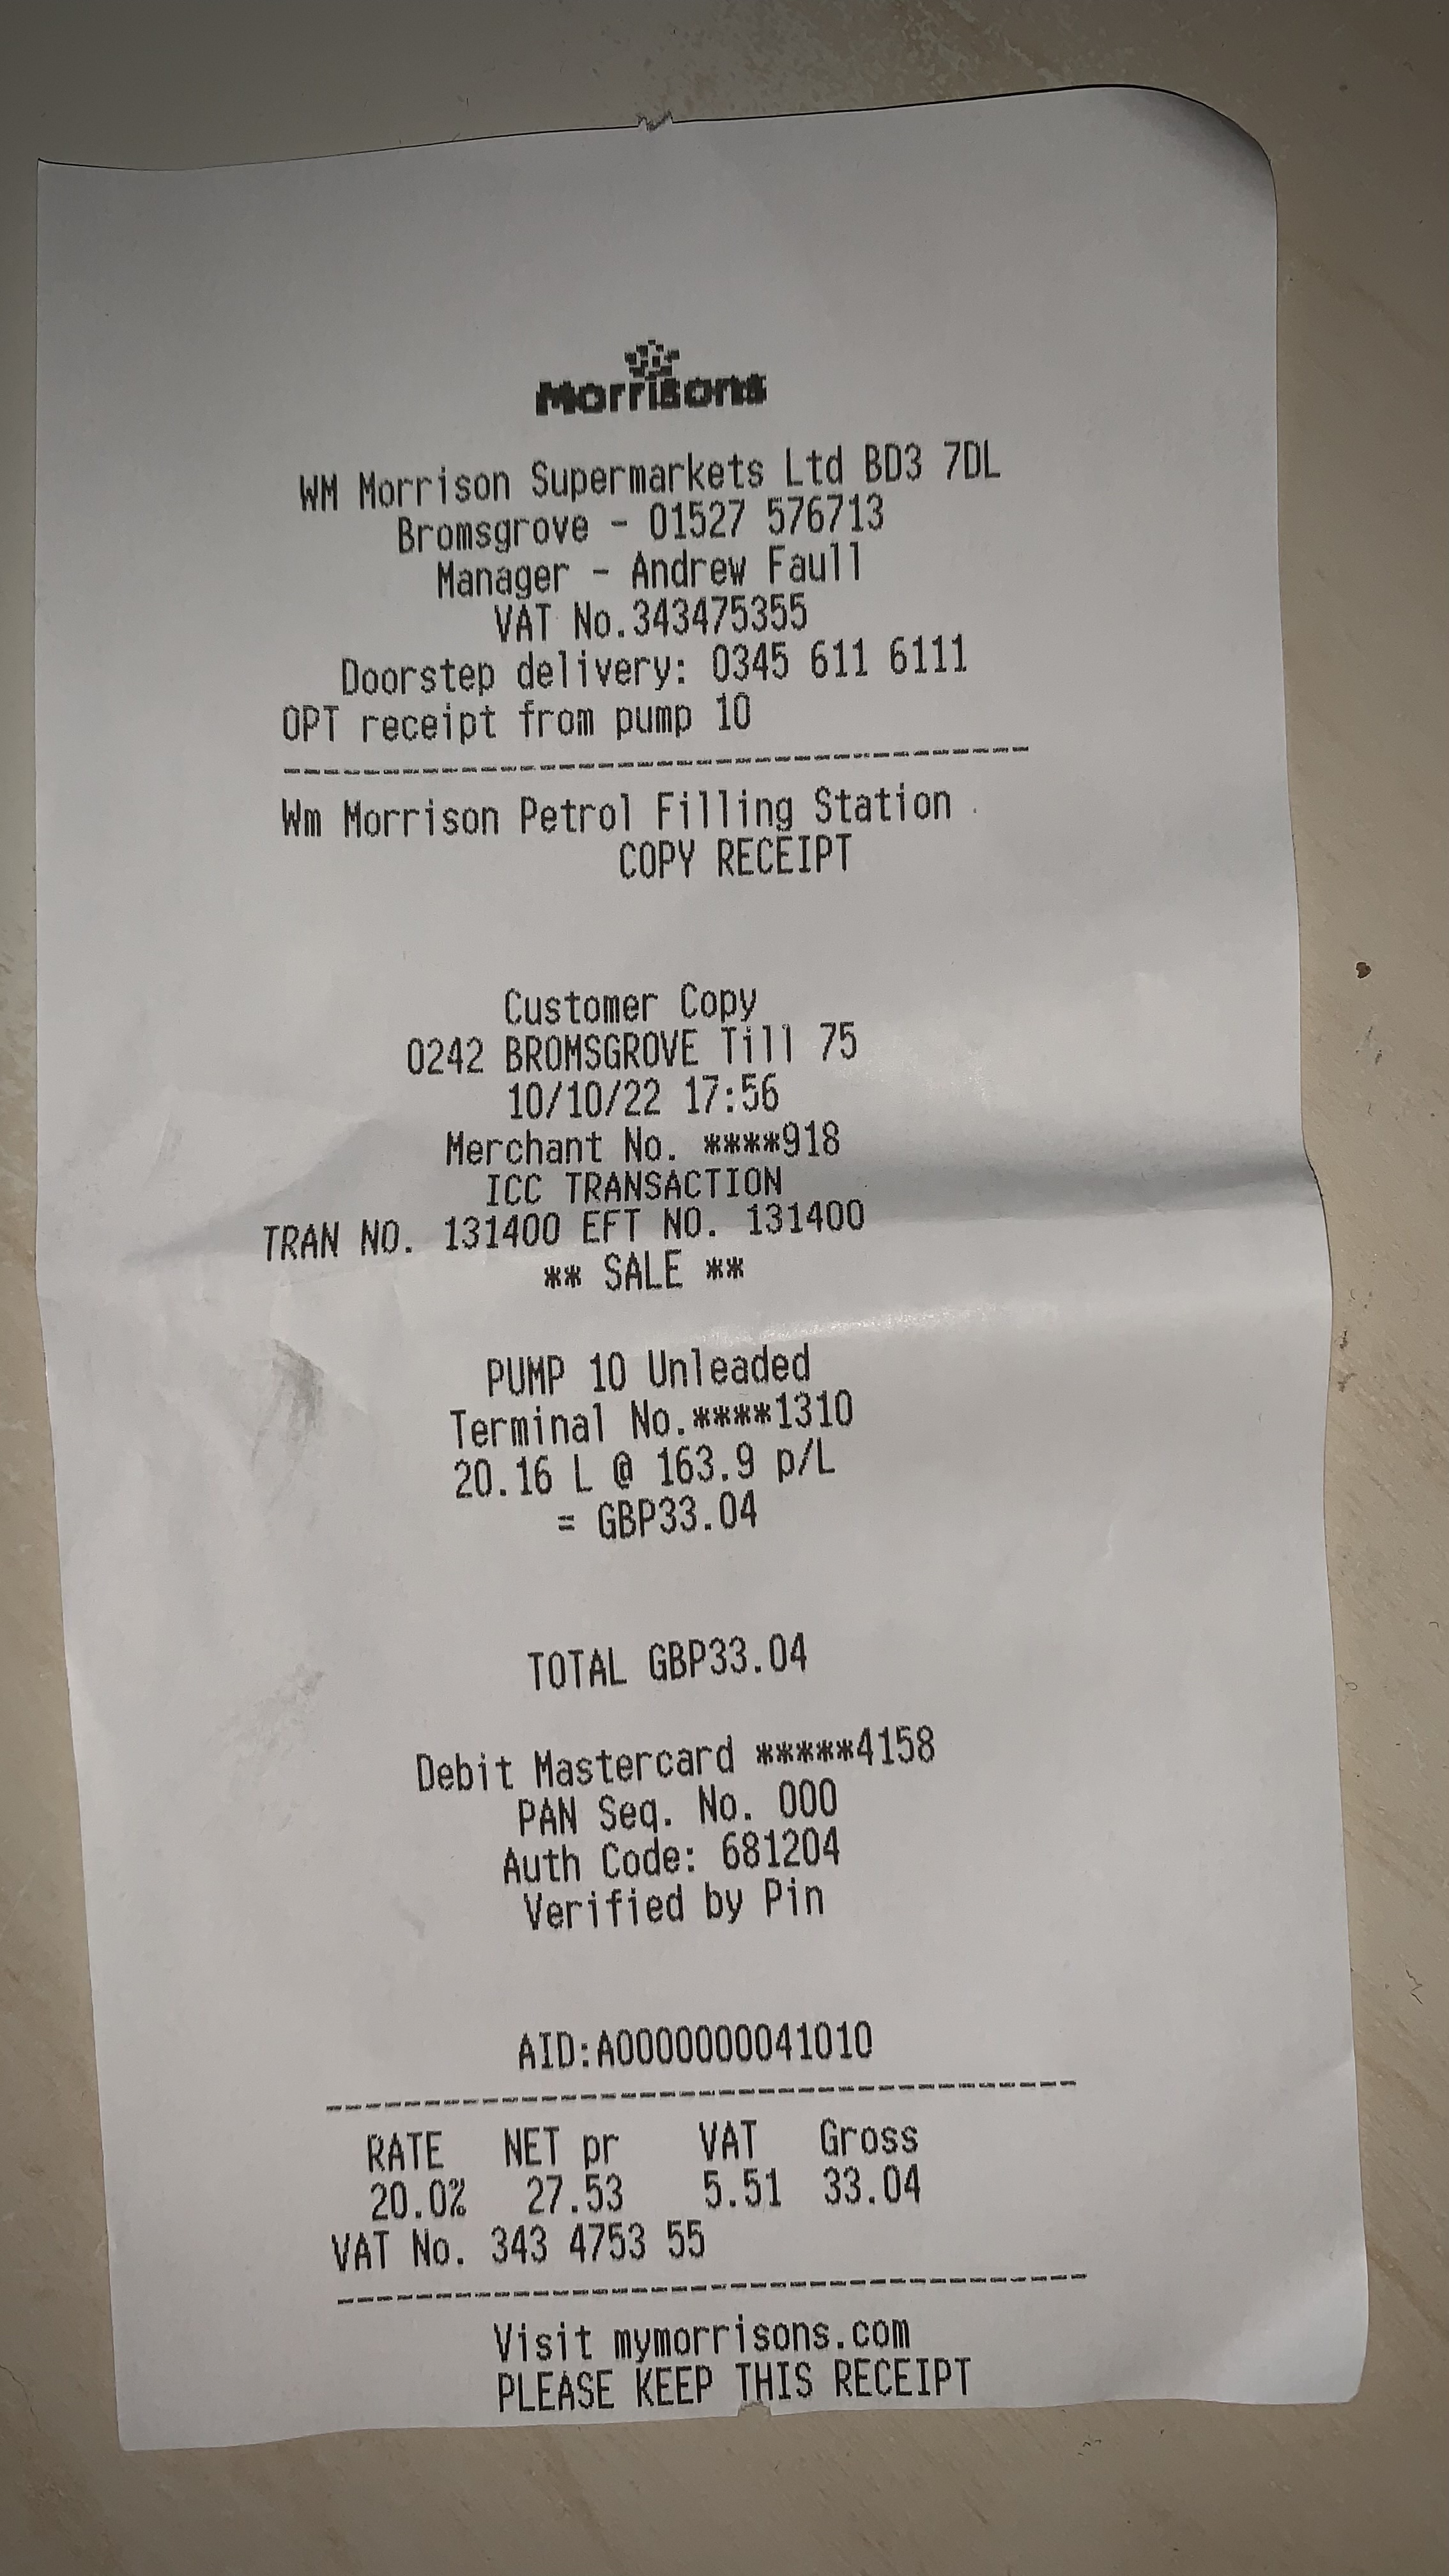 Morrisons
WM Morrison Supermarkets Ltd BD3 7DL
Bromsgrove - 01527 576713
Manager - Andrew Faull
VAT No.343475355
Doorstep delivery: 0345 611 6111
OPT receipt from pump 10
Wm Morrison Petrol Filling Station
COPY RECEIPT
Customer Copy
0242 BROMSGROVE Till 75
10/10/22 17:56
Merchant No. ****918
ICC TRANSACTION
TRAN NO. 131400 EFT NO. 131400
** SALE **
PUMP 10 Unleaded
Terminal No.****1310
20.16 L @ 163.9 p/L
= GBP33.04
TOTAL GBP33.04
Debit Mastercard *****4158
PAN Seq. No. 000
Auth Code: 681204
Verified by Pin
AID:A0000000041010
RATE NET pr VAT Gross
20.0% 27.53 5.51 33.04
VAT No. 343 4753 55
Visit mymorrisons.com
PLEASE KEEP THIS RECEIPT